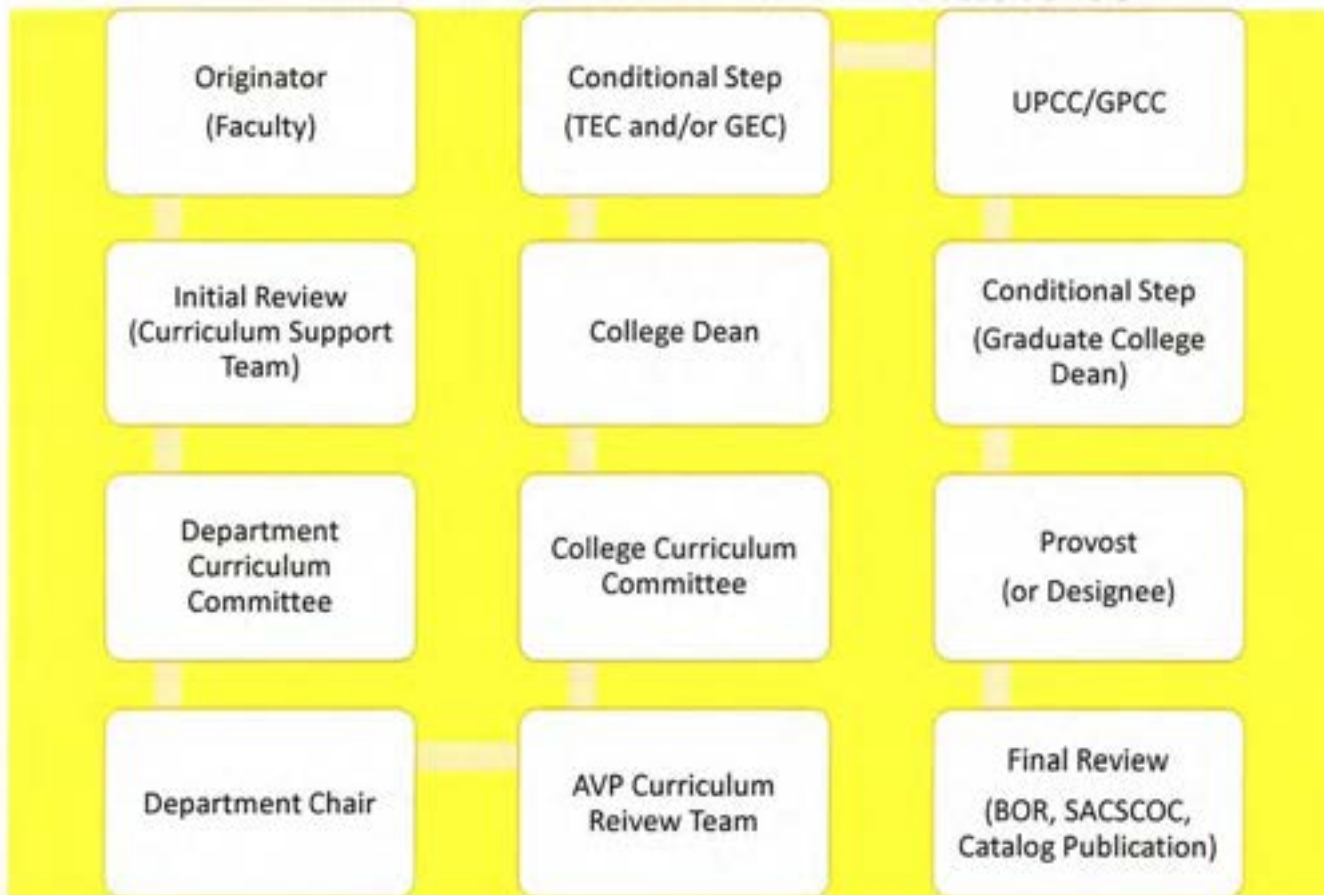 Originator
(Faculty)
Initial Review
(Curriculum Support
Team)
Department
Curriculum
Committee
Department Chair
AVP Curriculum
Reivew Team
College Curriculum
Committee
College Dean
Conditional Step
(TEC and/or GEC)
UPCC/GPCC
Conditional Step
(Graduate College
Dean)
Provost
(or Designee)
Final Review
(BOR, SACSCOC,
Catalog Publication)